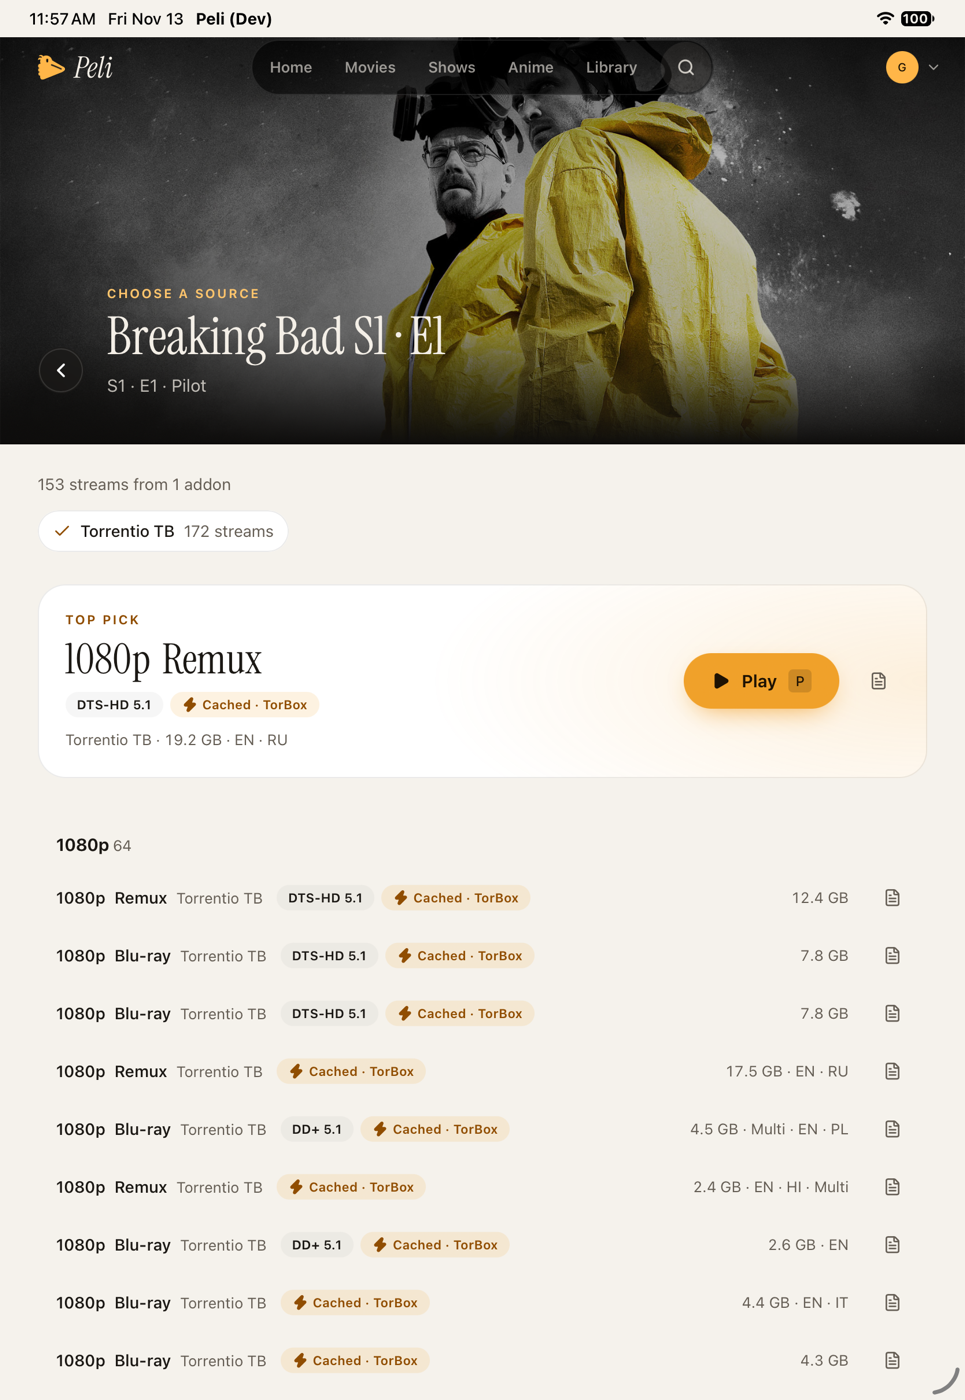 11:57 AM Fri Nov 13 Peli (Dev) 100
Peli Home Movies Shows Anime Library G
CHOOSE A SOURCE
Breaking Bad S1 · E1
S1 · E1 · Pilot
153 streams from 1 addon
Torrentio TB 172 streams
TOP PICK
1080p Remux
DTS-HD 5.1 Cached · TorBox
Play P
Torrentio TB · 19.2 GB · EN · RU
1080p 64
1080p Remux Torrentio TB DTS-HD 5.1 Cached · TorBox 12.4 GB
1080p Blu-ray Torrentio TB DTS-HD 5.1 Cached · TorBox 7.8 GB
1080p Blu-ray Torrentio TB DTS-HD 5.1 Cached · TorBox 7.8 GB
1080p Remux Torrentio TB Cached · TorBox 17.5 GB · EN · RU
1080p Blu-ray Torrentio TB DD+ 5.1 Cached · TorBox 4.5 GB · Multi · EN · PL
1080p Remux Torrentio TB Cached · TorBox 2.4 GB · EN · HI · Multi
1080p Blu-ray Torrentio TB DD+ 5.1 Cached · TorBox 2.6 GB · EN
1080p Blu-ray Torrentio TB Cached · TorBox 4.4 GB · EN · IT
1080p Blu-ray Torrentio TB Cached · TorBox 4.3 GB